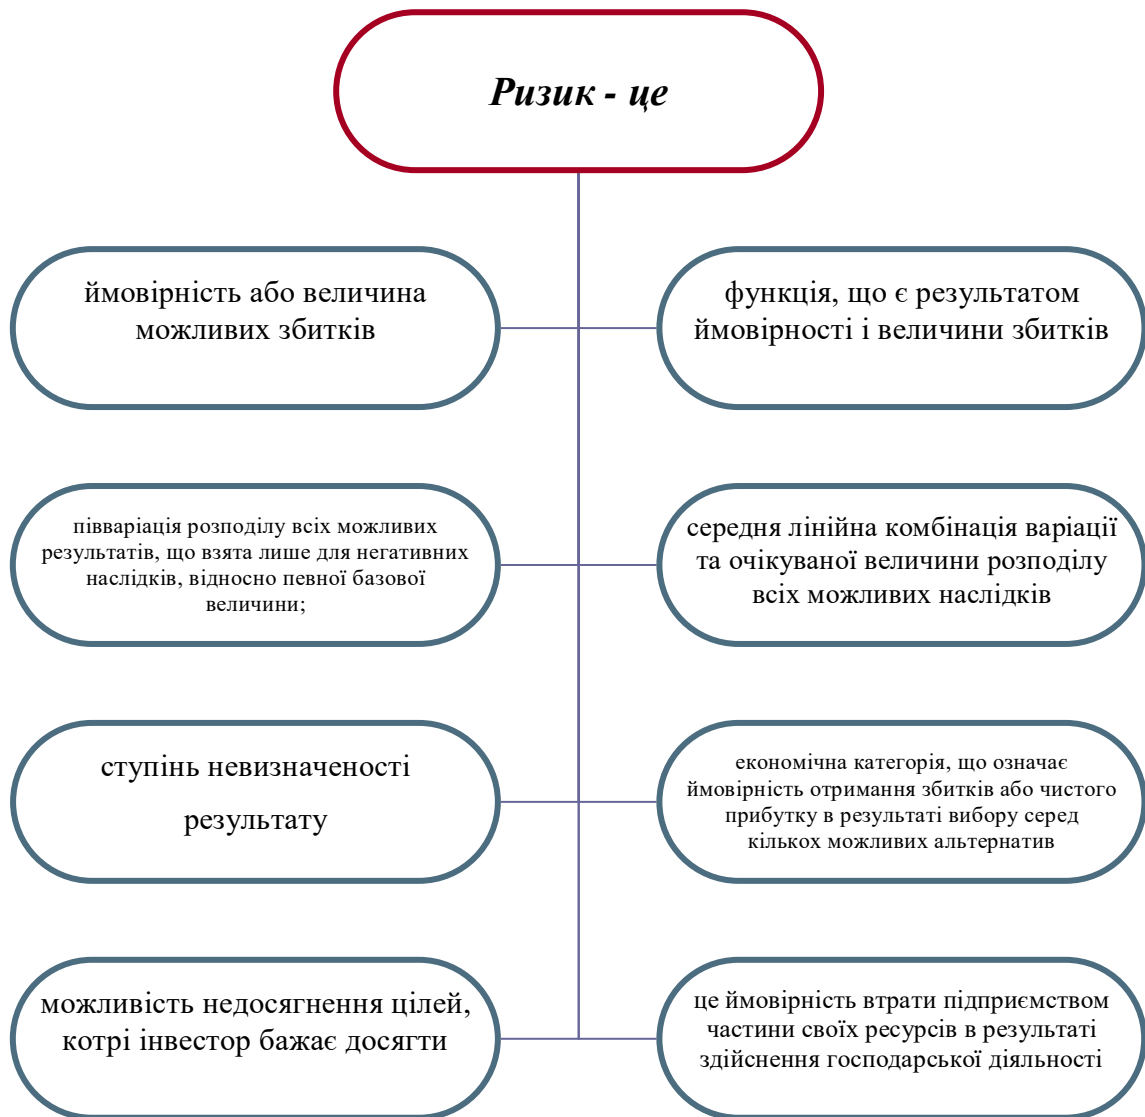 Ризик - це
ймовірність або величина
можливих збитків
функція, що є результатом
ймовірності і величини збитків
півваріація розподілу всіх можливих
результатів, що взята лише для негативних
наслідків, відносно певної базової
величини;
середня лінійна комбінація варіації
та очікуваної величини розподілу
всіх можливих наслідків
ступінь невизначеності
результату
економічна категорія, що означає
ймовірність отримання збитків або чистого
прибутку в результаті вибору серед
кількох можливих альтернатив
можливість недосягнення цілей,
котрі інвестор бажає досягти
це ймовірність втрати підприємством
частини своїх ресурсів в результаті
здійснення господарської діяльності